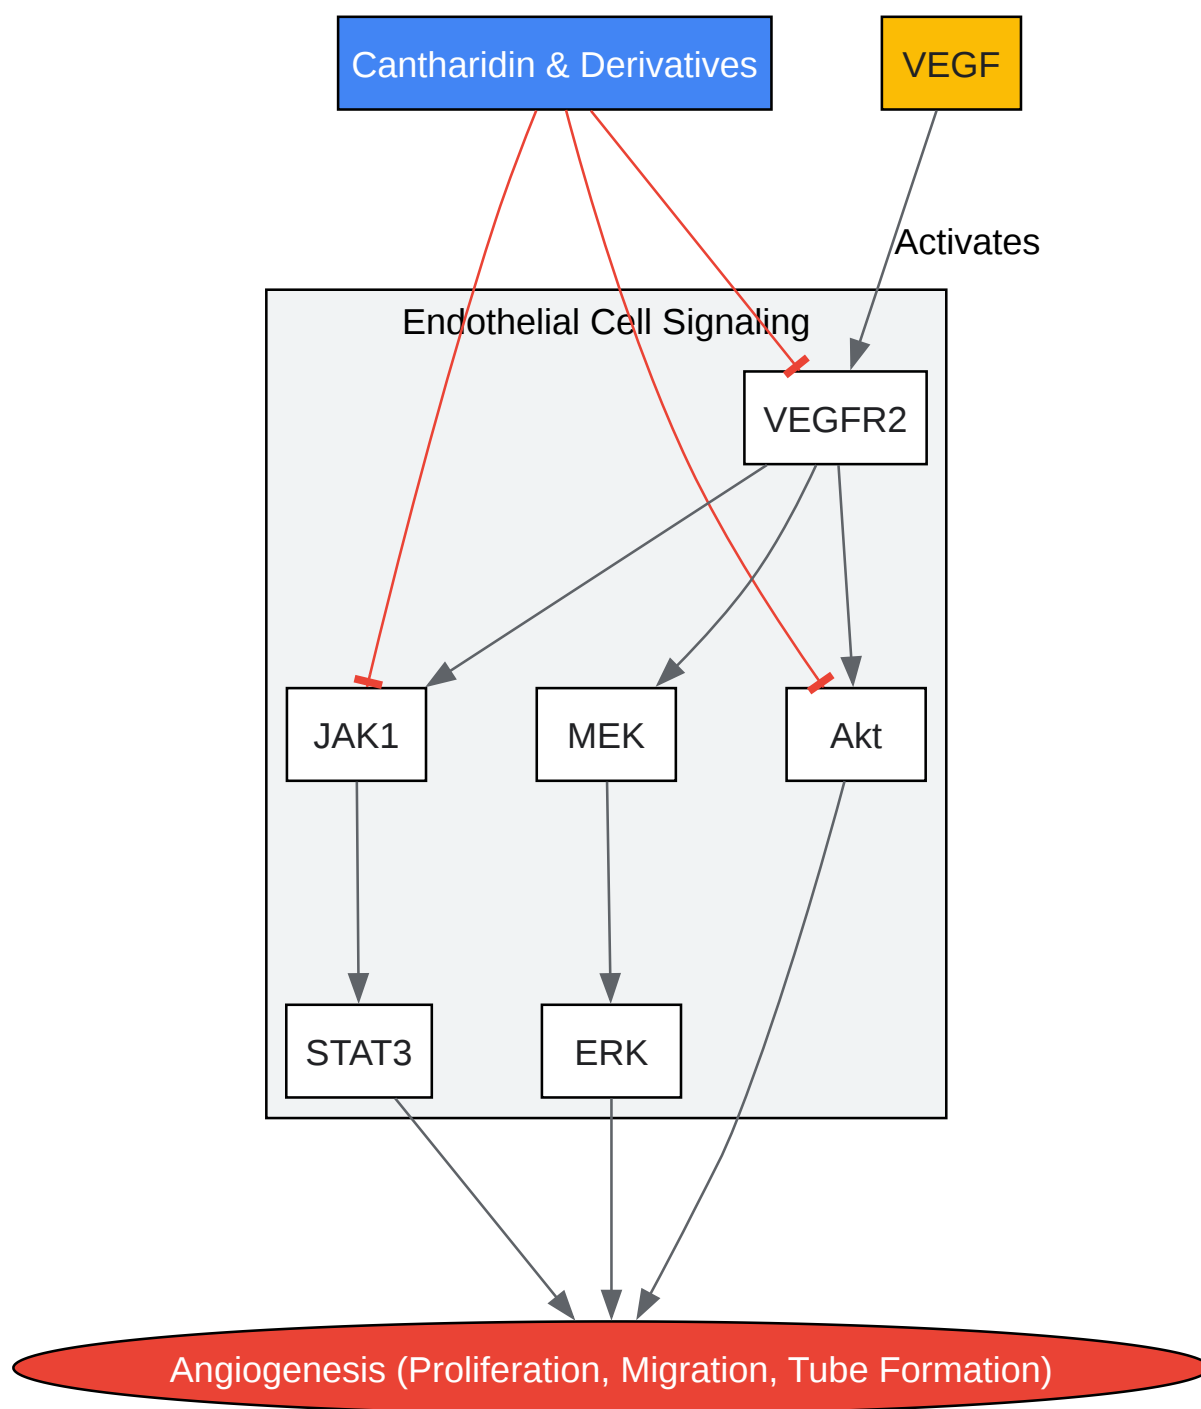 Cantharidin & Derivatives
VEGF
Activates
Endothelial Cell Signaling
VEGFR2
JAK1
MEK
Akt
STAT3
ERK
Angiogenesis (Proliferation, Migration, Tube Formation)